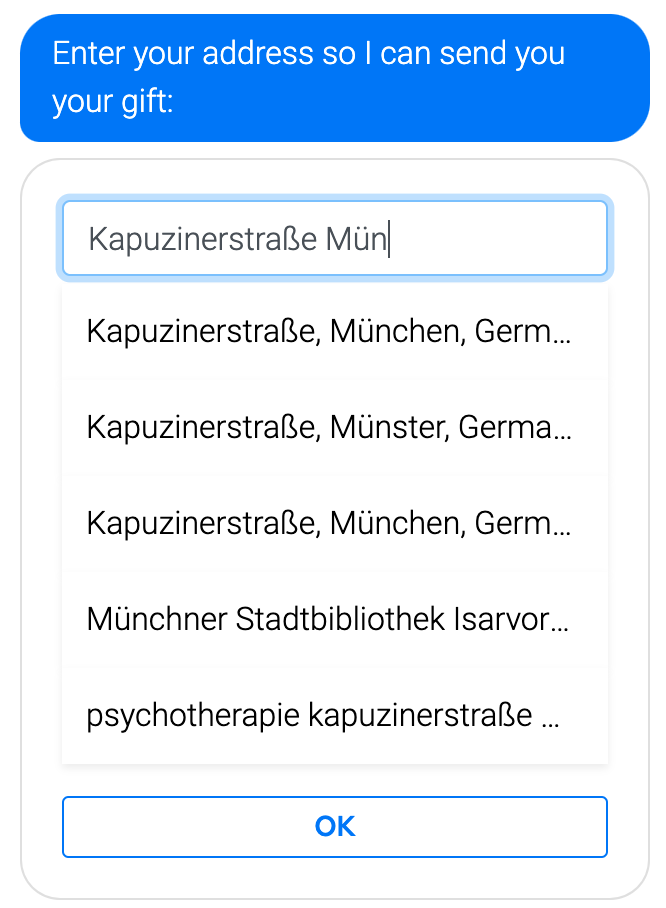 Enter your address so I can send you
your gift:
Kapuzinerstraße Mün
Kapuzinerstraße, München, Germ...
Kapuzinerstraße, Münster, Germa...
Kapuzinerstraße, München, Germ...
Münchner Stadtbibliothek Isarvor...
psychotherapie kapuzinerstraße ...
OK